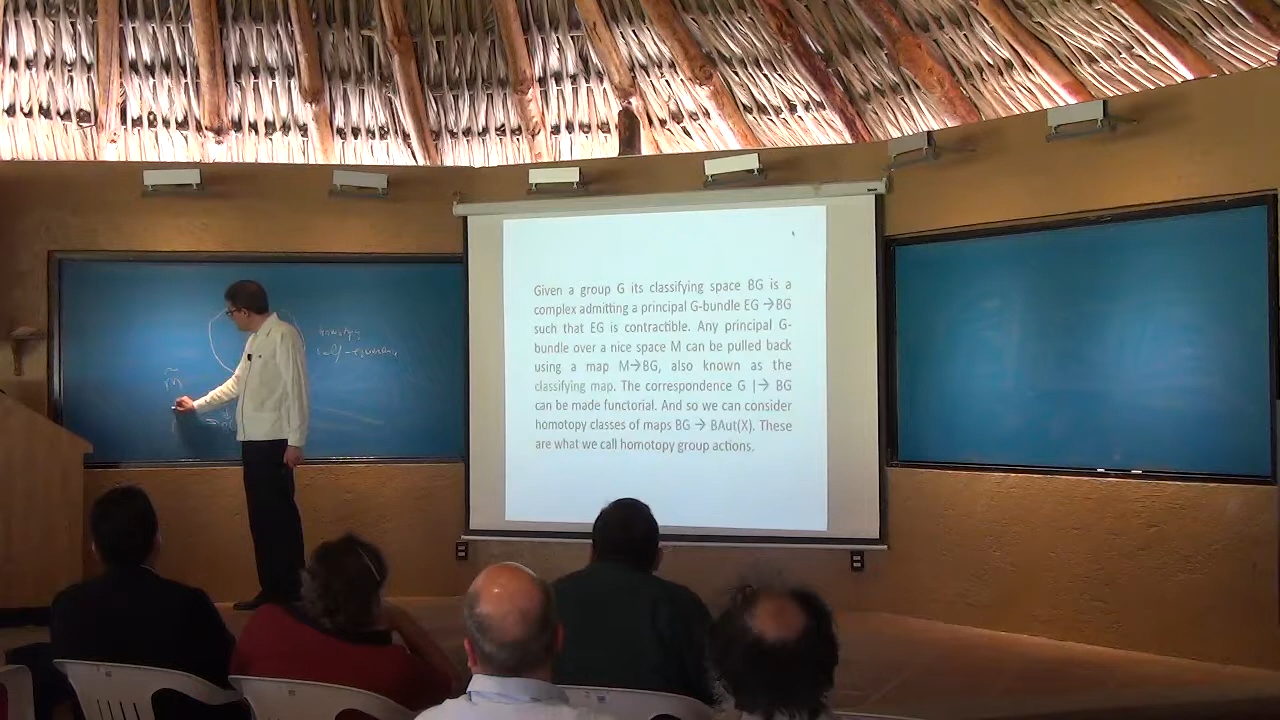 Given a group G its classifying space BG is a
complex admitting a principal G-bundle EG →BG
such that EG is contractible. Any principal G-
bundle over a nice space M can be pulled back
using a map M→BG, also known as the
classifying map. The correspondence G |→ BG
can be made functorial. And so we can consider
homotopy classes of maps BG → BAut(X). These
are what we call homotopy group actions.